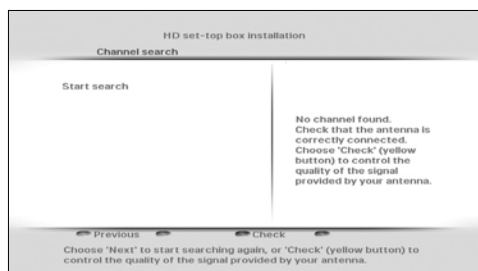 HD set-top box installation
Channel search
Start search
No channel found.
Check that the antenna is
correctly connected.
Choose 'Check' (yellow
button) to control the
quality of the signal
provided by your antenna.
Previous Check
Choose 'Next' to start searching again, or 'Check' (yellow button) to
control the quality of the signal provided by your antenna.